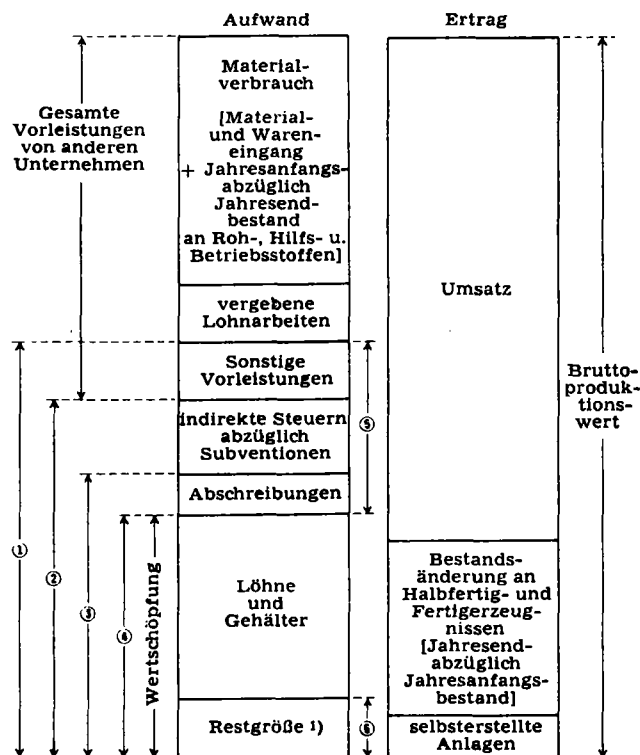 Aufwand
Ertrag
Gesamte
Vorleistungen
von anderen
Unternehmen
Material-
verbrauch
[Material-
und Waren-
eingang
+ Jahresanfangs-
abzüglich
Jahresend-
bestand
an Roh-, Hilfs- u.
Betriebsstoffen]
vergebene
Lohnarbeiten
Sonstige
Vorleistungen
indirekte Steuern
abzüglich
Subventionen
Abschreibungen
Löhne
und
Gehälter
Restgröße 1)
①
②
③
④
Wertschöpfung
⑤
⑥
Umsatz
Bestands-
änderung an
Halbfertig- und
Fertigerzeug-
nissen
[Jahresend-
abzüglich
Jahresanfangs-
bestand]
selbsterstellte
Anlagen
Brutto-
produk-
tions-
wert